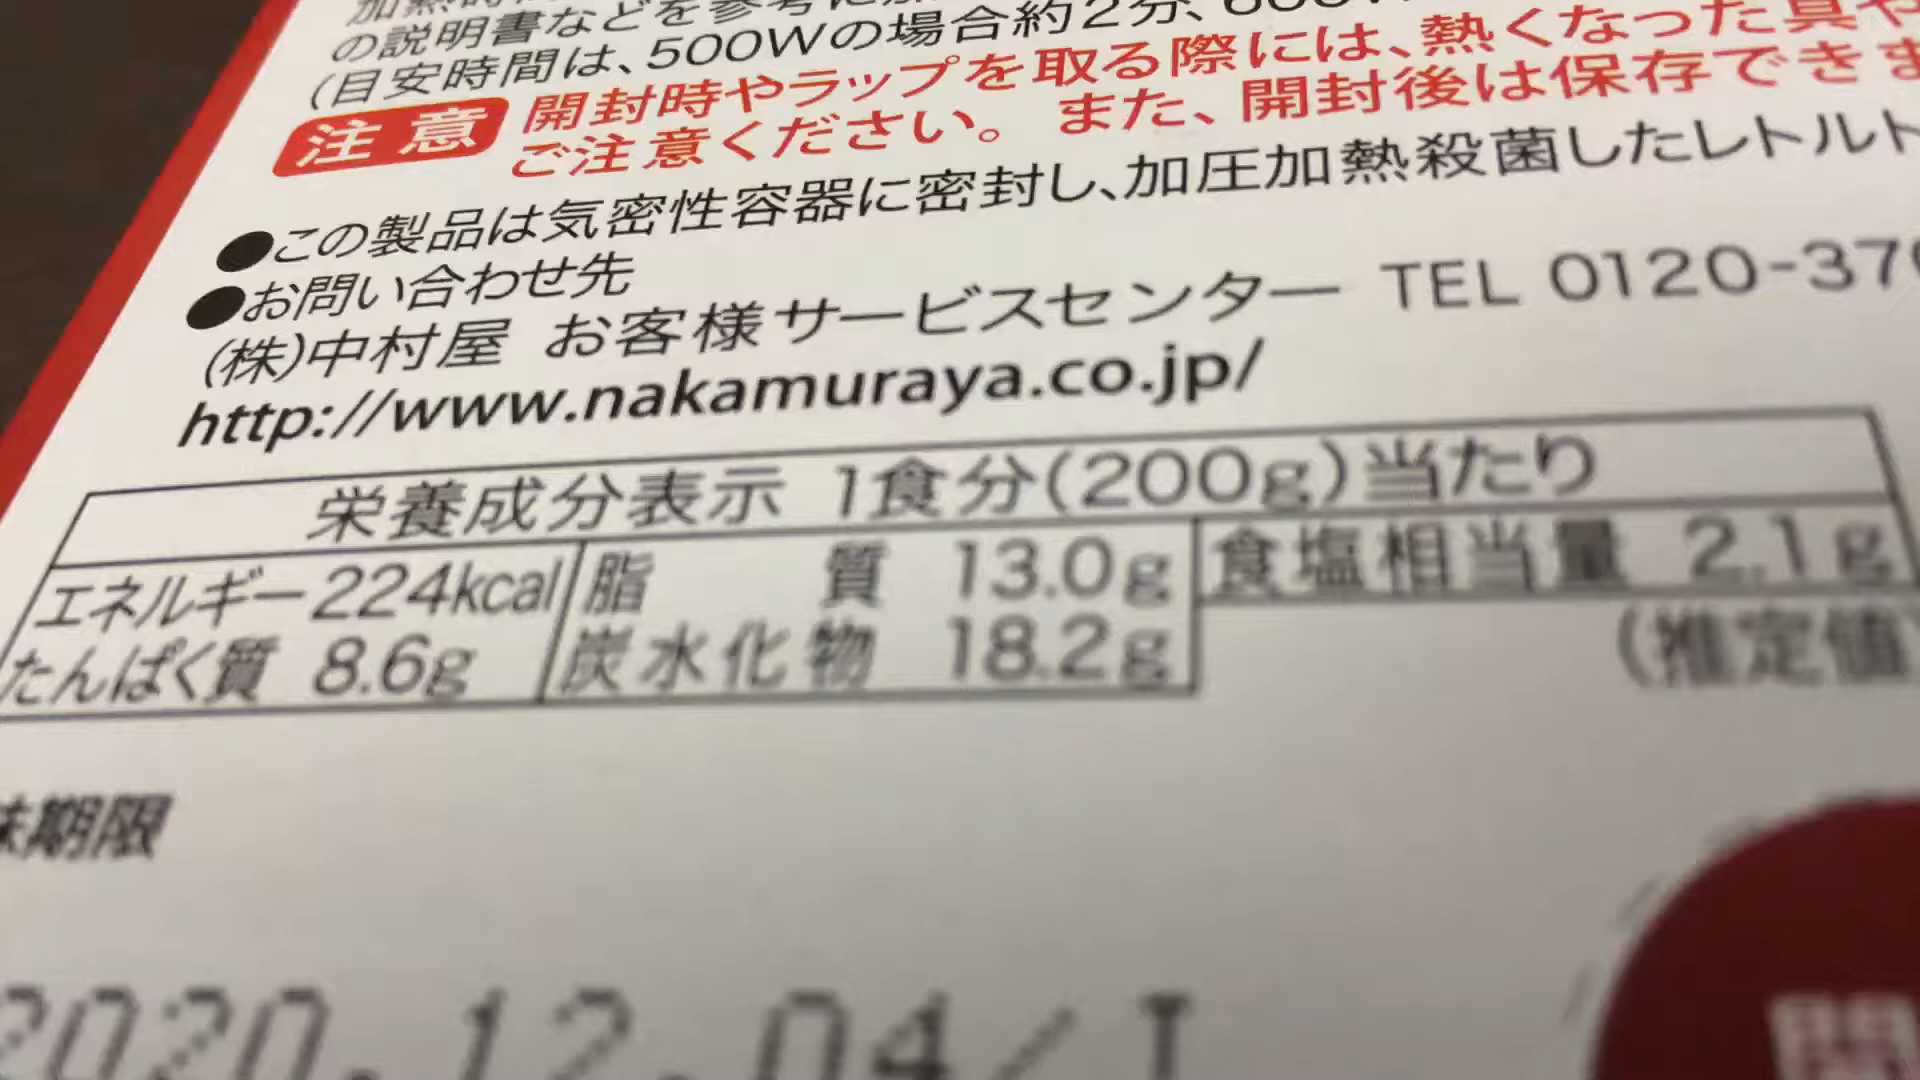 の説明書などを参考に加
(目安時間は、500Wの場合約2分、600W
注意 開封時やラップを取る際には、熱くなった具や
ご注意ください。また、開封後は保存できま
●この製品は気密性容器に密封し、加圧加熱殺菌したレトルト
●お問い合わせ先
(株)中村屋 お客様サービスセンター TEL 0120-37
http://www.nakamuraya.co.jp/
栄養成分表示 1食分(200g)当たり
エネルギー 224kcal 脂質 13.0g 食塩相当量 2.1g
たんぱく質 8.6g 炭水化物 18.2g (推定値)
味期限
2020.12.04/I
開